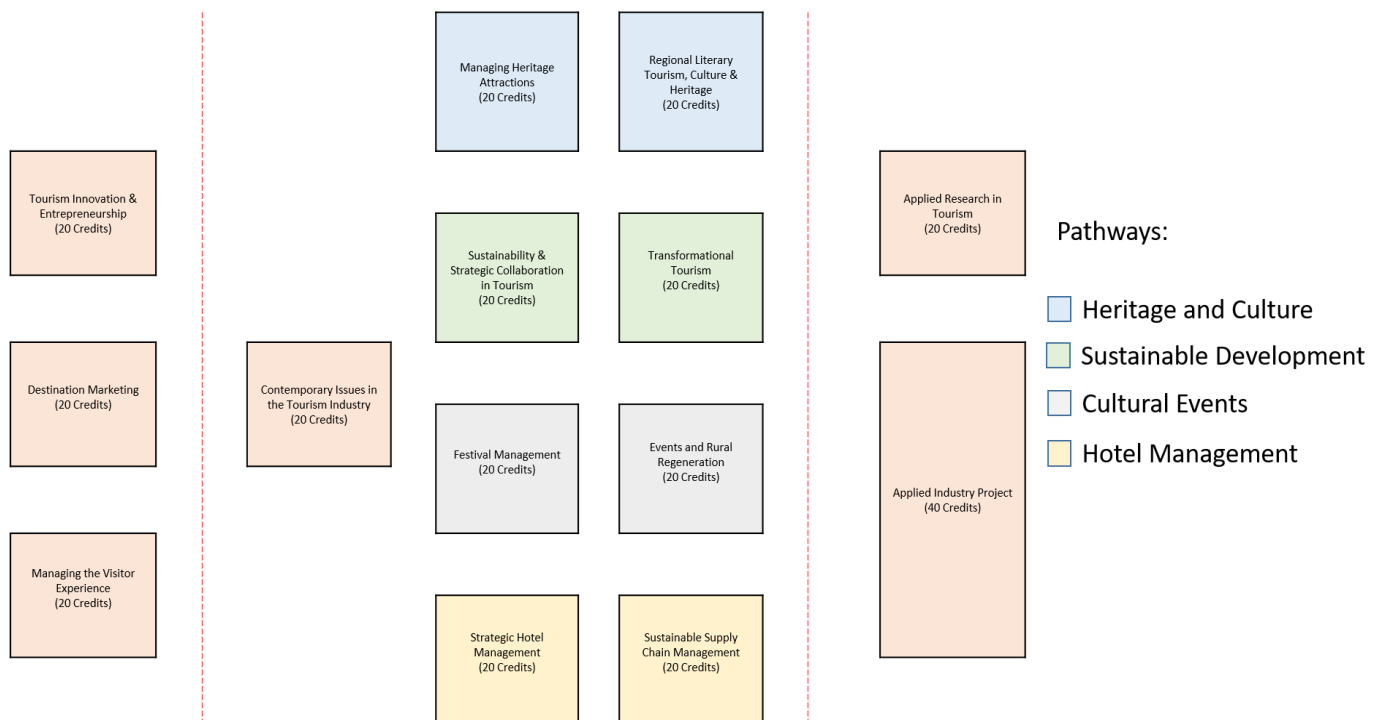 Tourism Innovation &
Entrepreneurship
(20 Credits)
Destination Marketing
(20 Credits)
Managing the Visitor
Experience
(20 Credits)
Contemporary Issues in
the Tourism Industry
(20 Credits)
Managing Heritage
Attractions
(20 Credits)
Regional Literary
Tourism, Culture &
Heritage
(20 Credits)
Sustainability &
Strategic Collaboration
in Tourism
(20 Credits)
Transformational
Tourism
(20 Credits)
Festival Management
(20 Credits)
Events and Rural
Regeneration
(20 Credits)
Strategic Hotel
Management
(20 Credits)
Sustainable Supply
Chain Management
(20 Credits)
Applied Research in
Tourism
(20 Credits)
Applied Industry Project
(40 Credits)
Pathways:
Heritage and Culture
Sustainable Development
Cultural Events
Hotel Management